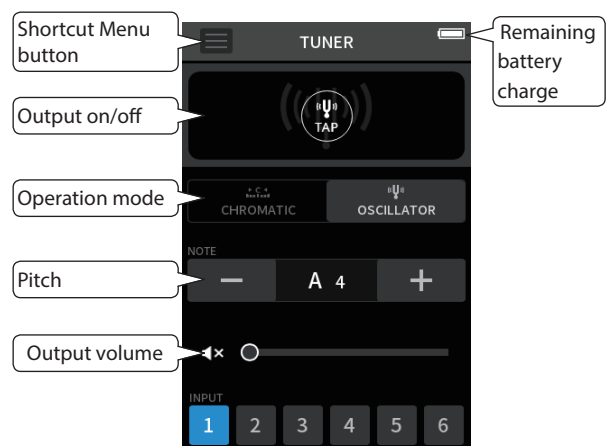 Shortcut Menu
button
TUNER
Remaining
battery
charge
Output on/off
TAP
Operation mode
CHROMATIC
OSCILLATOR
NOTE
Pitch
− A 4 +
Output volume
INPUT
1 2 3 4 5 6